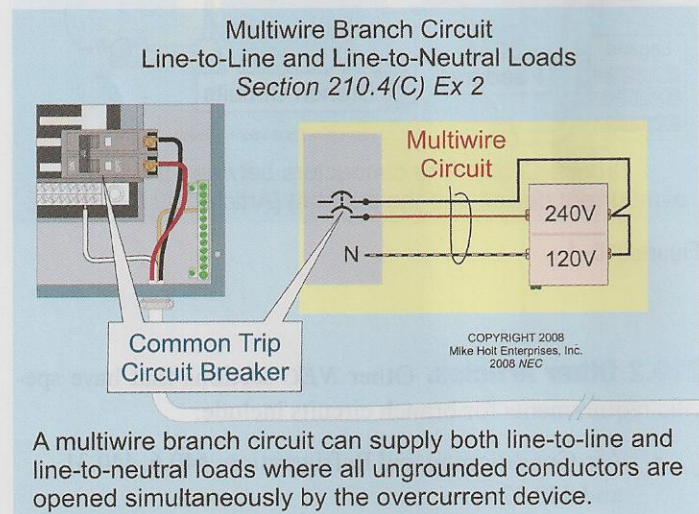 Multiwire Branch Circuit
Line-to-Line and Line-to-Neutral Loads
Section 210.4(C) Ex 2
Multiwire
Circuit
240V
120V
N
Common Trip
Circuit Breaker
COPYRIGHT 2008
Mike Holt Enterprises, Inc.
2008 NEC
A multiwire branch circuit can supply both line-to-line and
line-to-neutral loads where all ungrounded conductors are
opened simultaneously by the overcurrent device.